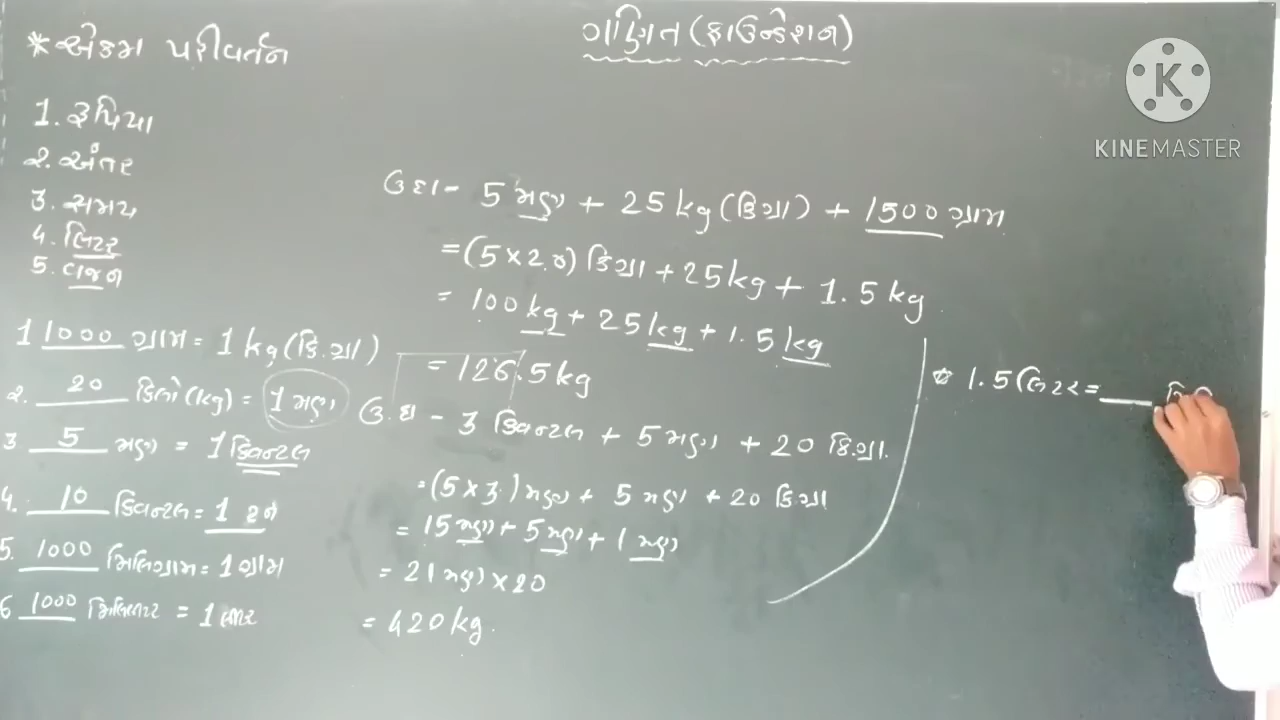 ગણિત (ફાઉન્ડેશન)
* એકમ પરીવર્તન
1. રૂપિયા
2. અંતર
3. સમય
4. લિટર
5. વજન
1 1000 ગ્રામ = 1 kg (કિ.ગ્રા)
2. 20 કિલો (kg) = 1 મણ
3 5 મણ = 1 ક્વિન્ટલ
4. 10 ક્વિન્ટલ = 1 ટન
5. 1000 મિલિગ્રામ = 1 ગ્રામ
6 1000 મિલિલિટર = 1 લીટર
ઉદા - 5 મણ + 25 kg (કિગ્રા) + 1500 ગ્રામ
= (5 × 20) કિગ્રા + 25 kg + 1.5 kg
= 100 kg + 25 kg + 1.5 kg
= 126.5 kg
ઉ.દા - 3 ક્વિન્ટલ + 5 મણ + 20 કિ.ગ્રા.
= (5 × 3) મણ + 5 મણ + 20 કિગ્રા
= 15 મણ + 5 મણ + 1 મણ
= 21 મણ × 20
= 420 kg.
☆ 1.5 લિટર = ___
KINEMASTER